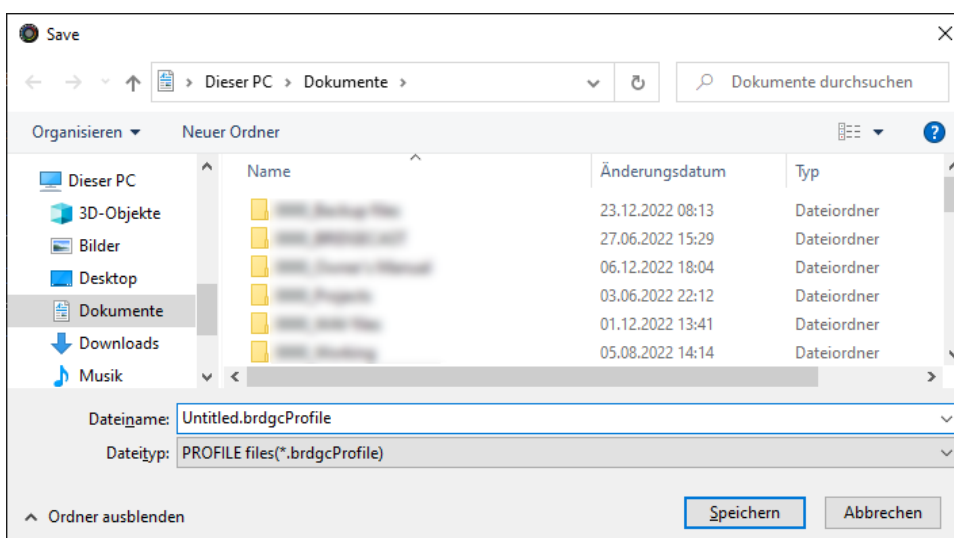 Save
Dieser PC > Dokumente >
Dokumente durchsuchen
Organisieren
Neuer Ordner
Dieser PC
3D-Objekte
Bilder
Desktop
Dokumente
Downloads
Musik
Name Änderungsdatum Typ
23.12.2022 08:13 Dateiordner
27.06.2022 15:29 Dateiordner
06.12.2022 18:04 Dateiordner
03.06.2022 22:12 Dateiordner
01.12.2022 13:41 Dateiordner
05.08.2022 14:14 Dateiordner
Dateiname: Untitled.brdgcProfile
Dateityp: PROFILE files(*.brdgcProfile)
Ordner ausblenden
Speichern
Abbrechen